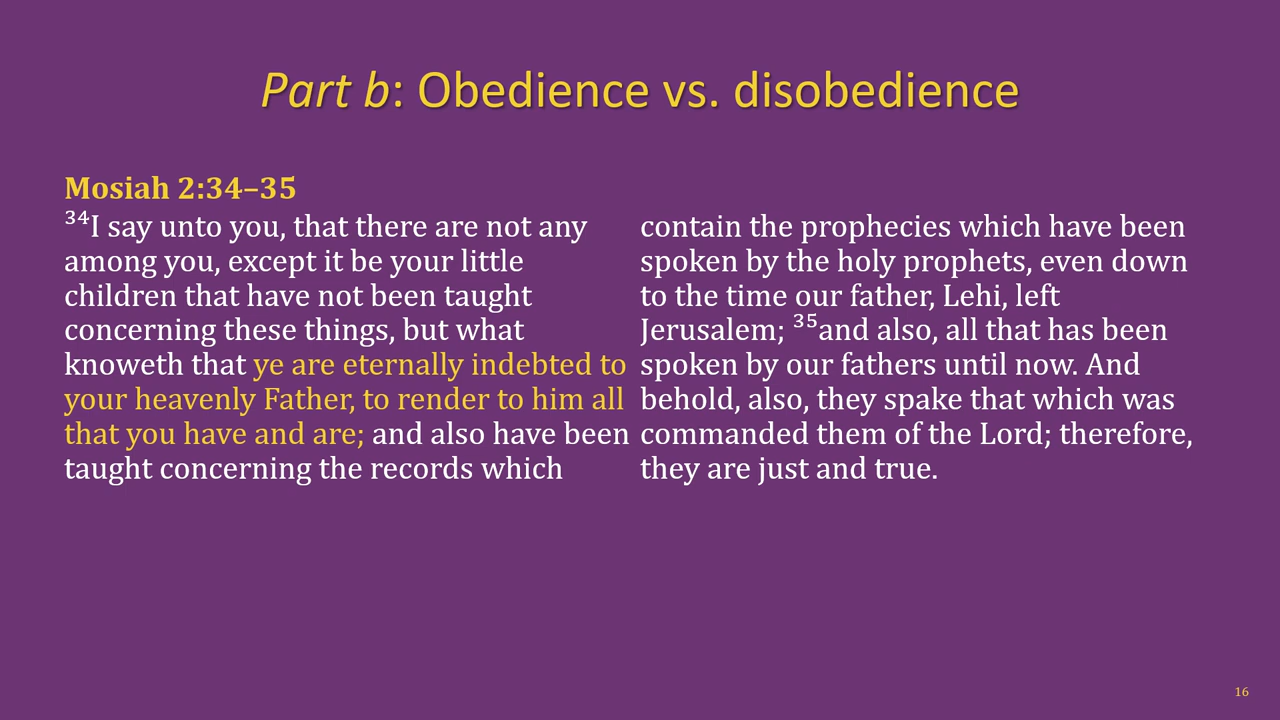 Part b: Obedience vs. disobedience
Mosiah 2:34–35
³⁴I say unto you, that there are not any
among you, except it be your little
children that have not been taught
concerning these things, but what
knoweth that ye are eternally indebted to
your heavenly Father, to render to him all
that you have and are; and also have been
taught concerning the records which
contain the prophecies which have been
spoken by the holy prophets, even down
to the time our father, Lehi, left
Jerusalem; ³⁵and also, all that has been
spoken by our fathers until now. And
behold, also, they spake that which was
commanded them of the Lord; therefore,
they are just and true.
16